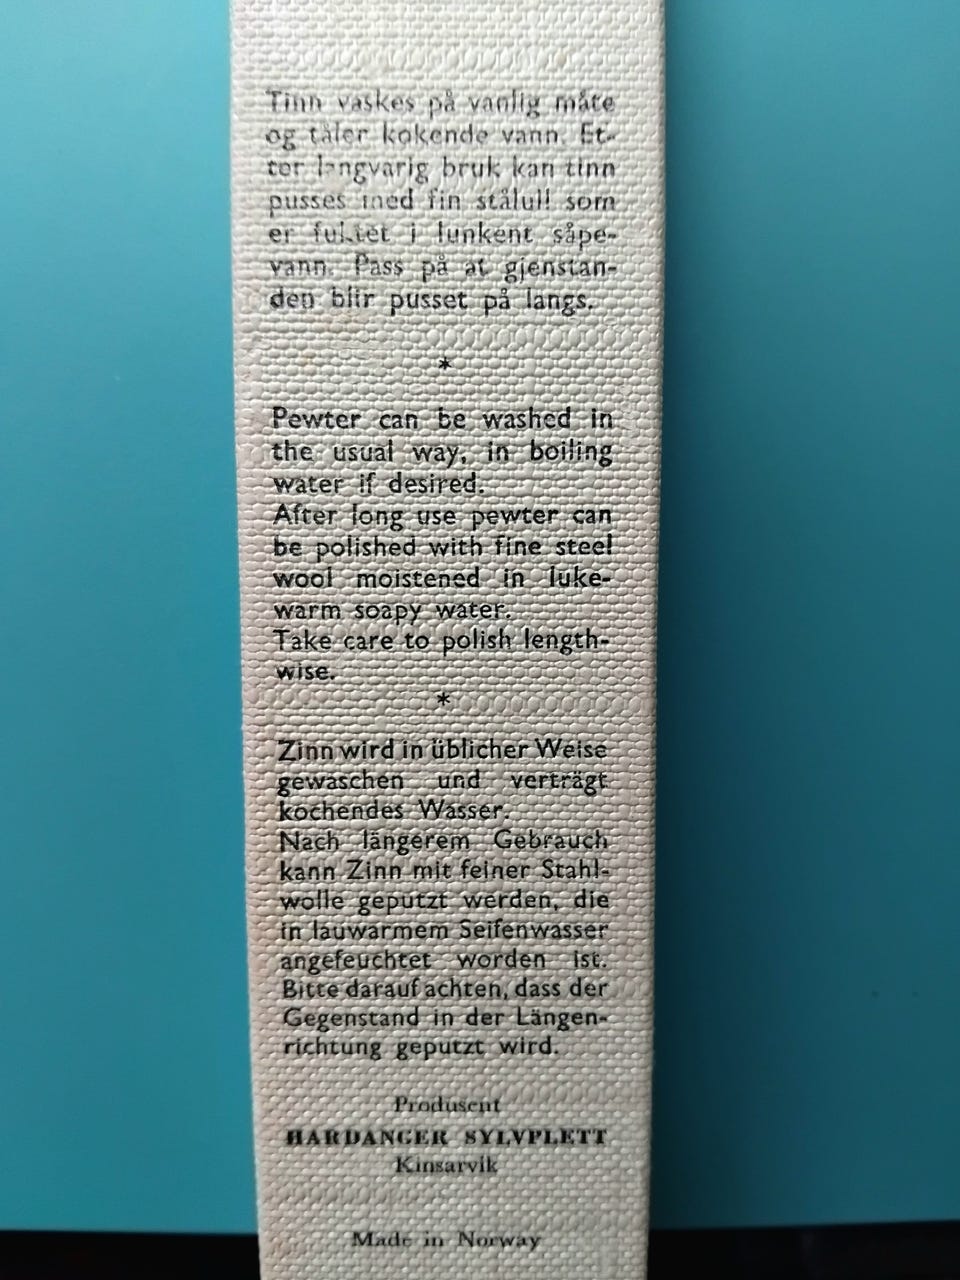 Tinn vaskes på vanlig måte
og tåler kokende vann. Et-
ter langvarig bruk kan tinn
pusses med fin stålull som
er fuktet i lunkent såpe-
vann. Pass på at gjenstan-
den blir pusset på langs.
*
Pewter can be washed in
the usual way, in boiling
water if desired.
After long use pewter can
be polished with fine steel
wool moistened in luke-
warm soapy water.
Take care to polish length-
wise.
*
Zinn wird in üblicher Weise
gewaschen und verträgt
kochendes Wasser.
Nach längerem Gebrauch
kann Zinn mit feiner Stahl-
wolle geputzt werden, die
in lauwarmem Seifenwasser
angefeuchtet worden ist.
Bitte darauf achten, dass der
Gegenstand in der Längen-
richtung geputzt wird.
Produsent
HARDANGER SYLVPLETT
Kinsarvik
Made in Norway